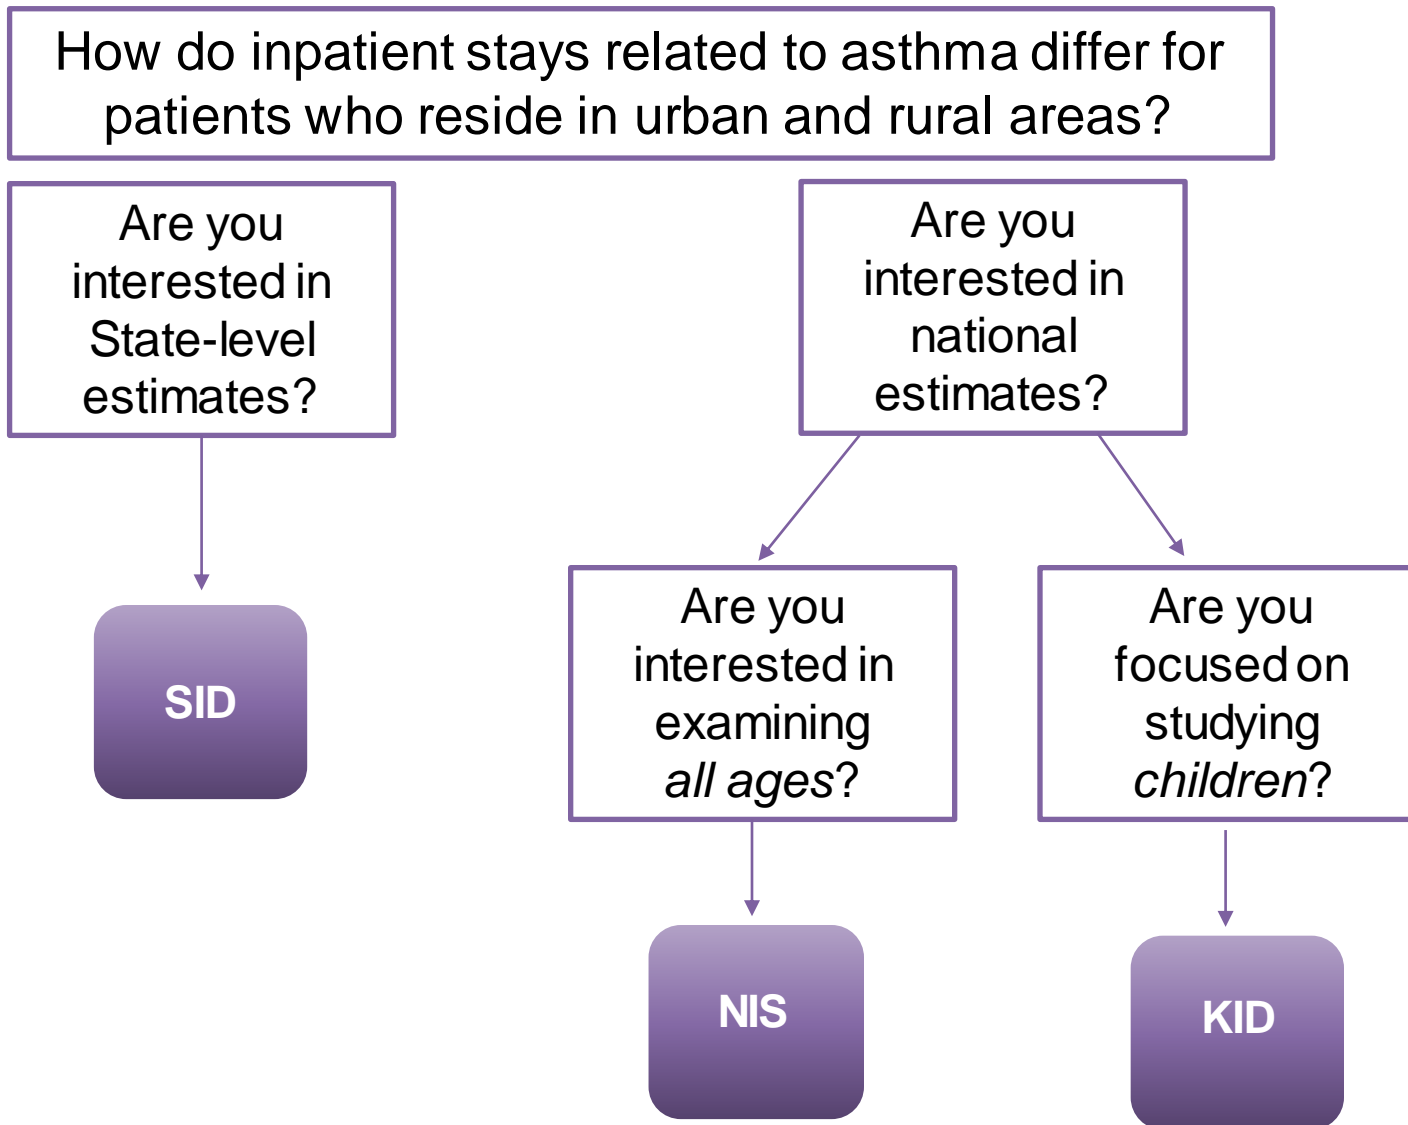 How do inpatient stays related to asthma differ for
patients who reside in urban and rural areas?
Are you
interested in
State-level
estimates?
Are you
interested in
national
estimates?
SID
Are you
interested in
examining
all ages?
Are you
focused on
studying
children?
NIS
KID